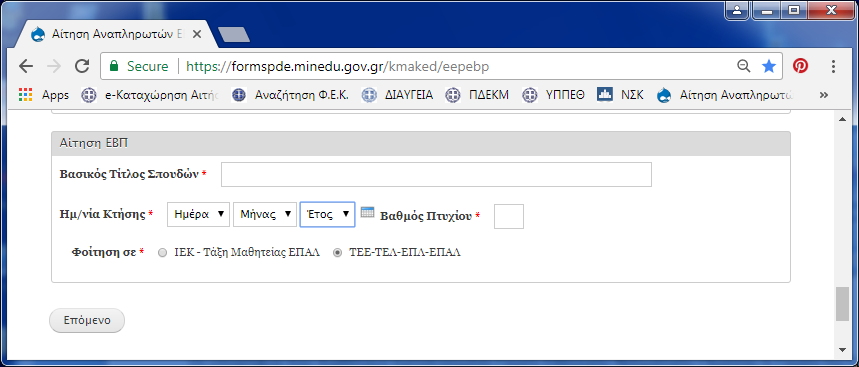 Αίτηση Αναπληρωτών Ε
Secure https://formspde.minedu.gov.gr/kmaked/eepebp
Apps e-Καταχώρηση Αιτής Αναζήτηση Φ.Ε.Κ. ΔΙΑΥΓΕΙΑ ΠΔΕΚΜ ΥΠΠΕΘ ΝΣΚ Αίτηση Αναπληρωτώ »
Αίτηση ΕΒΠ
Βασικός Τίτλος Σπουδών *
Ημ/νία Κτήσης * Ημέρα Μήνας Έτος Βαθμός Πτυχίου *
Φοίτηση σε * ΙΕΚ - Τάξη Μαθητείας ΕΠΑΛ ΤΕΕ-ΤΕΛ-ΕΠΛ-ΕΠΑΛ
Επόμενο